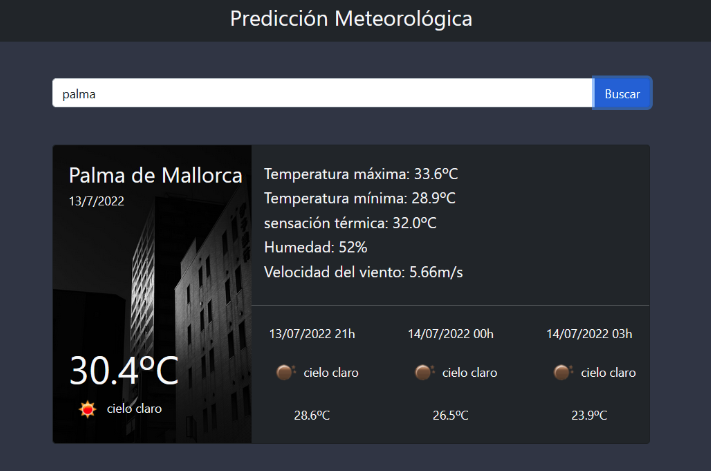 Predicción Meteorológica
palma
Buscar
Palma de Mallorca
13/7/2022
30.4ºC
cielo claro
Temperatura máxima: 33.6ºC
Temperatura mínima: 28.9ºC
sensación térmica: 32.0ºC
Humedad: 52%
Velocidad del viento: 5.66m/s
13/07/2022 21h
14/07/2022 00h
14/07/2022 03h
cielo claro
cielo claro
cielo claro
28.6ºC
26.5ºC
23.9ºC